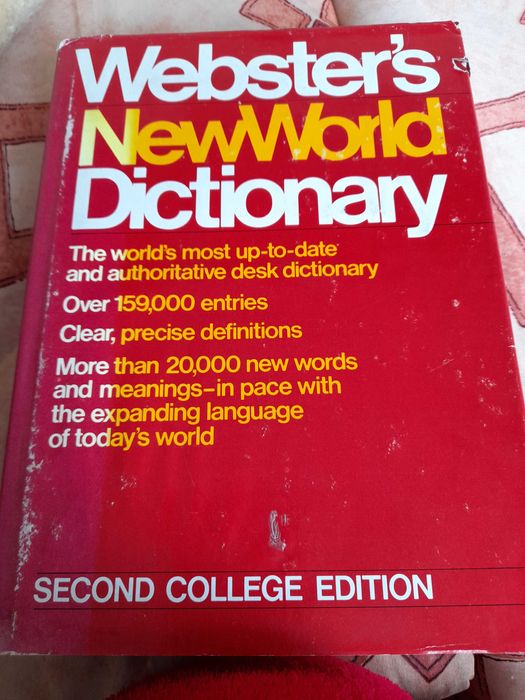 Webster's
NewWorld
Dictionary
The world's most up-to-date
and authoritative desk dictionary
Over 159,000 entries
Clear, precise definitions
More than 20,000 new words
and meanings–in pace with
the expanding language
of today's world
SECOND COLLEGE EDITION